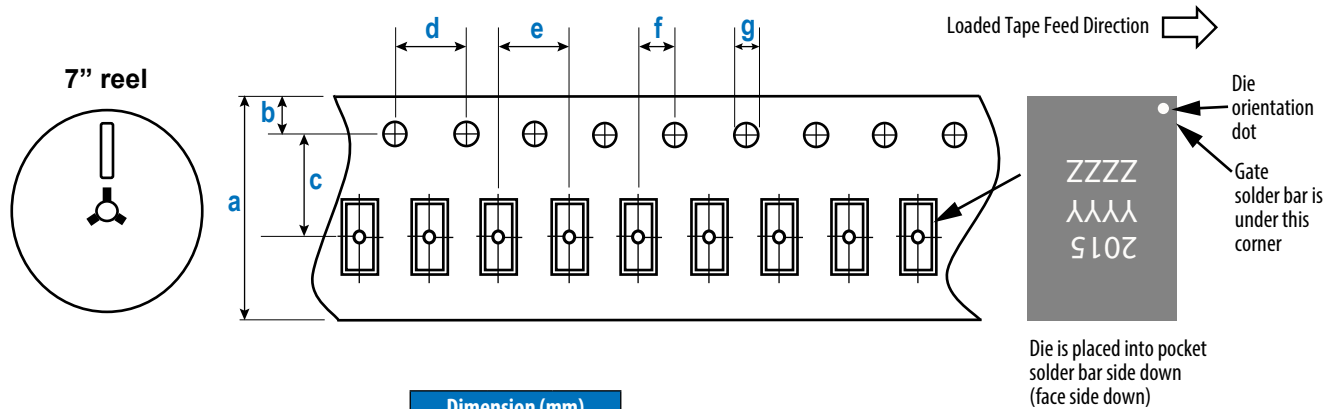 Loaded Tape Feed Direction
d
e
f
g
7” reel
b
c
a
Die
orientation
dot
Gate
solder bar is
under this
corner
2015
YYYY
ZZZZ
Die is placed into pocket
solder bar side down
(face side down)
Dimension (mm)